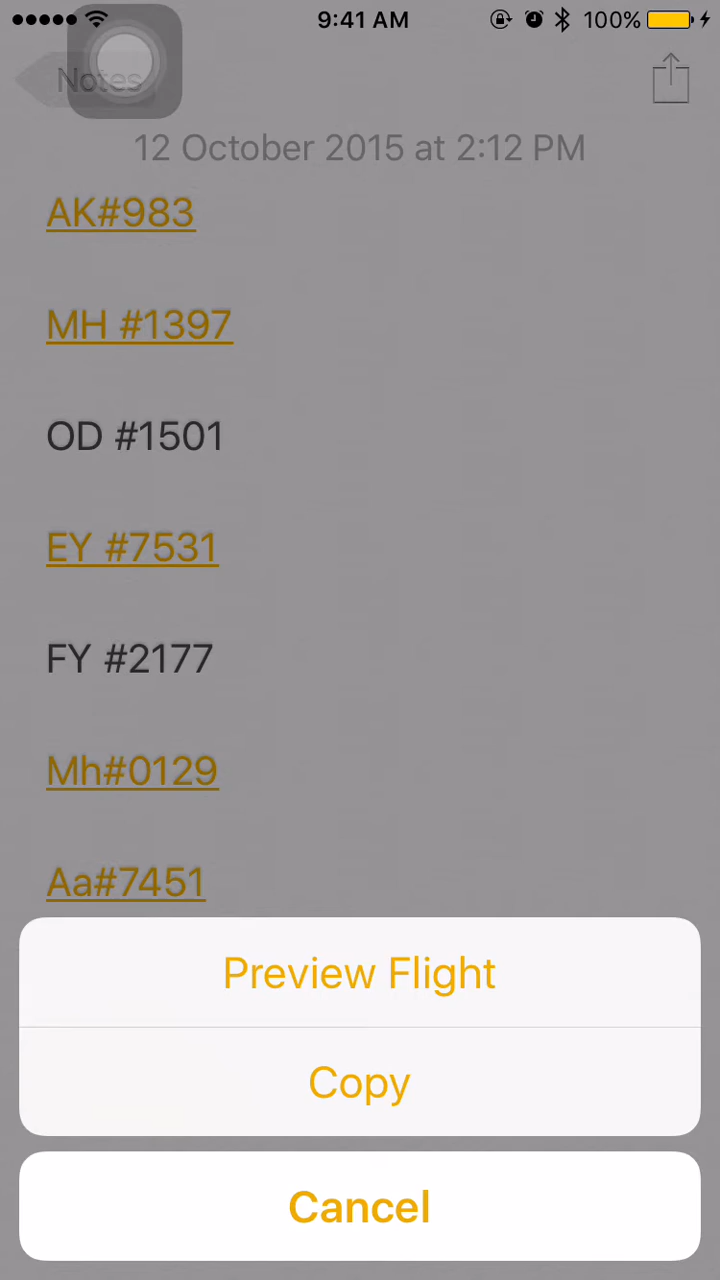 9:41 AM 100%
Notes
12 October 2015 at 2:12 PM
AK#983
MH #1397
OD #1501
EY #7531
FY #2177
Mh#0129
Aa#7451
Preview Flight
Copy
Cancel